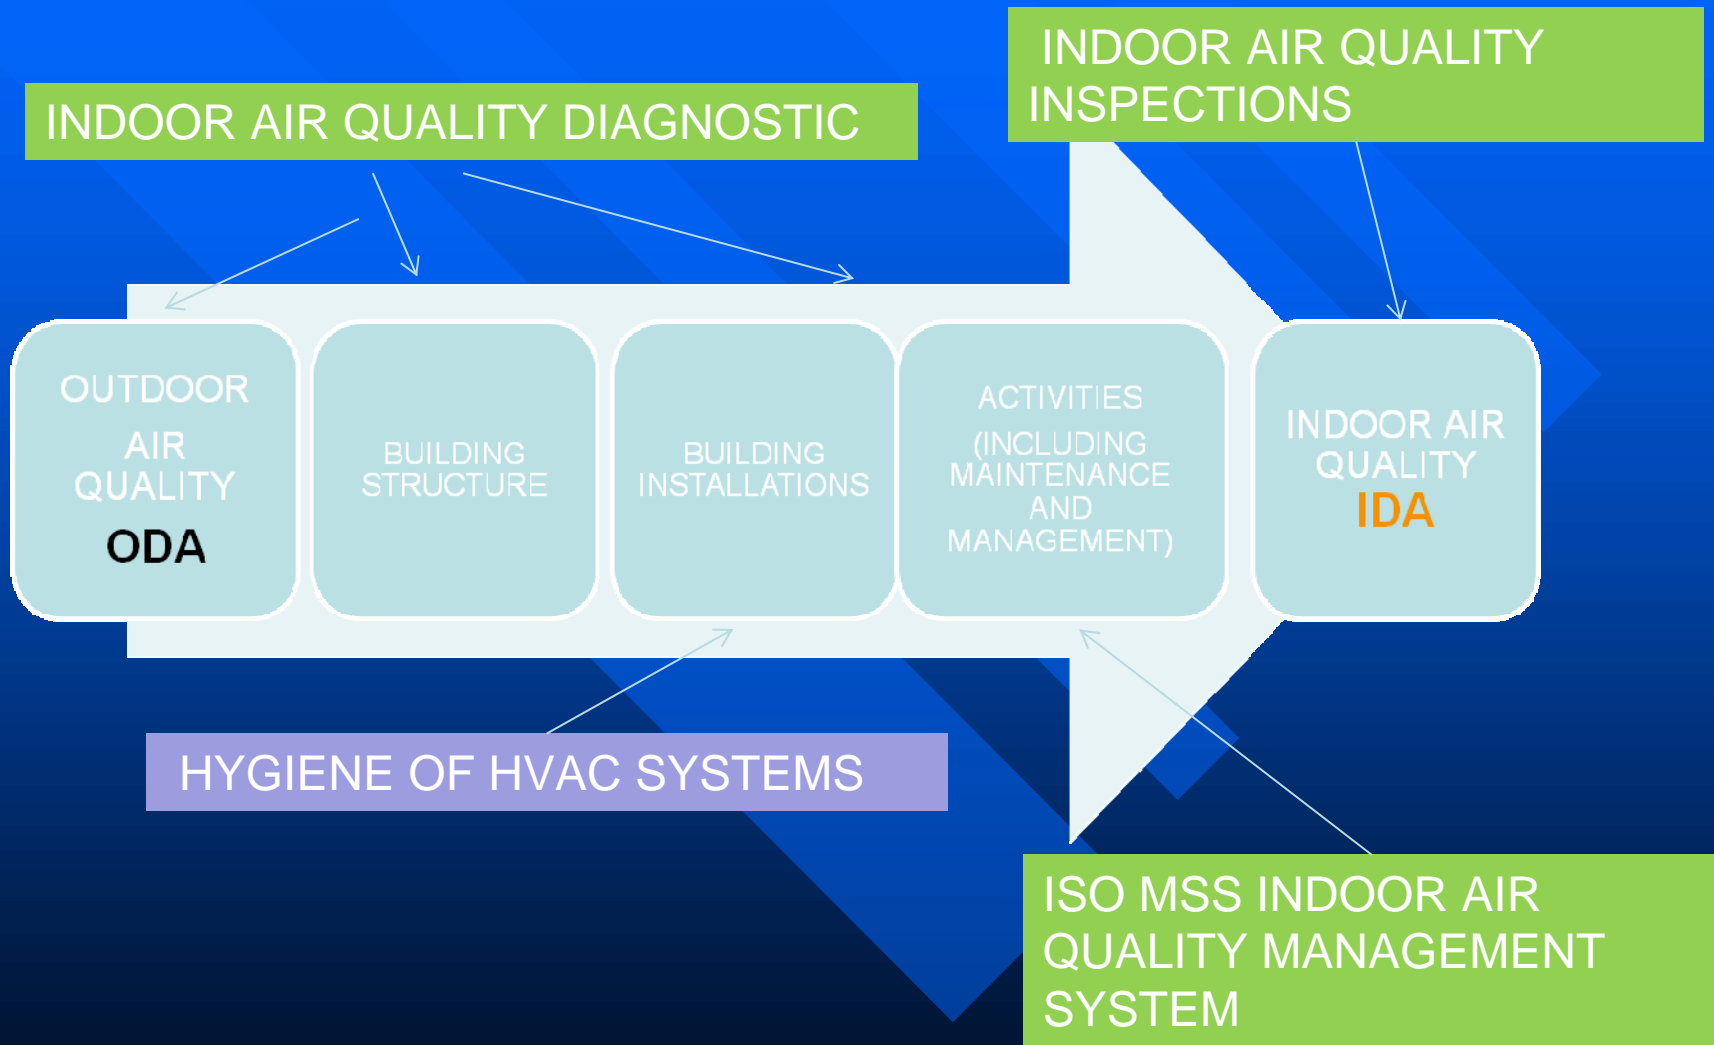 INDOOR AIR QUALITY
INSPECTIONS
INDOOR AIR QUALITY DIAGNOSTIC
OUTDOOR
AIR
QUALITY
ODA
BUILDING
STRUCTURE
BUILDING
INSTALLATIONS
ACTIVITIES
(INCLUDING
MAINTENANCE
AND
MANAGEMENT)
INDOOR AIR
QUALITY
IDA
HYGIENE OF HVAC SYSTEMS
ISO MSS INDOOR AIR
QUALITY MANAGEMENT
SYSTEM